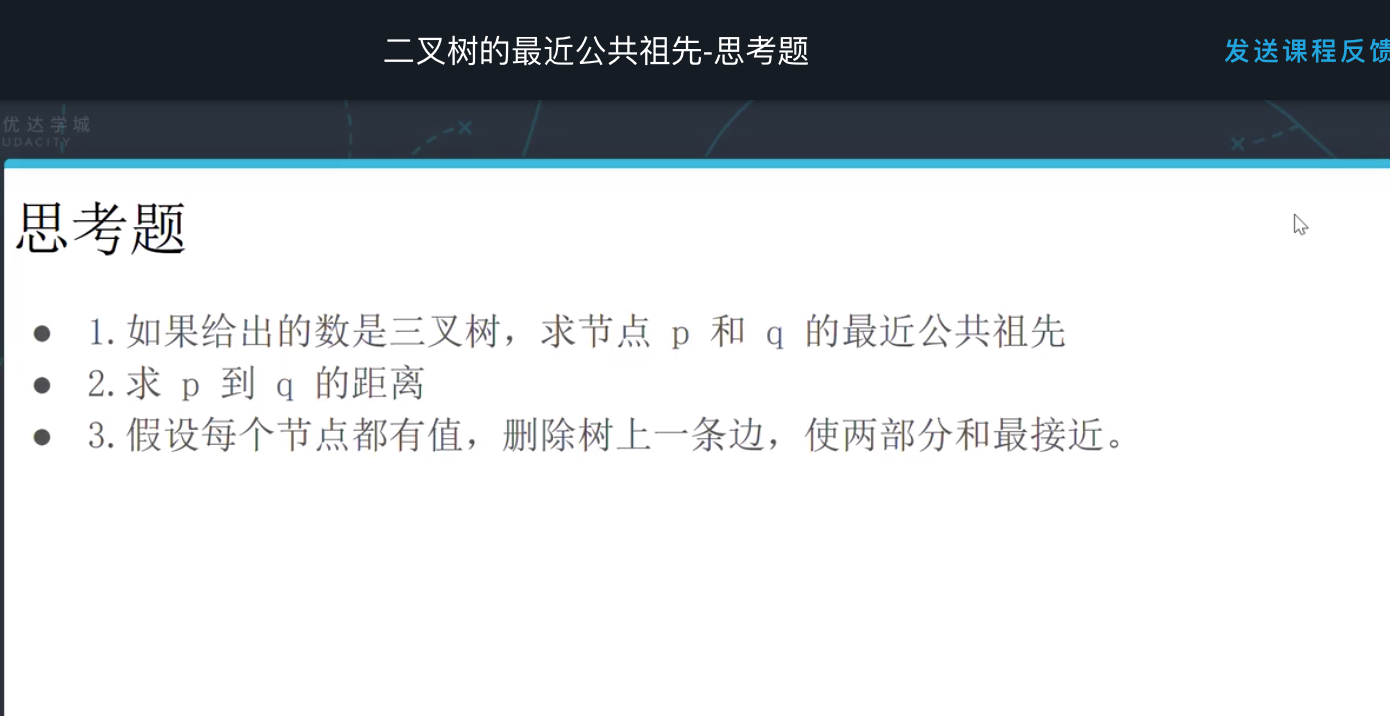 二叉树的最近公共祖先-思考题
发送课程反馈
优达学城
UDACITY
思考题
● 1.如果给出的数是三叉树，求节点 p 和 q 的最近公共祖先
● 2.求 p 到 q 的距离
● 3.假设每个节点都有值，删除树上一条边，使两部分和最接近。